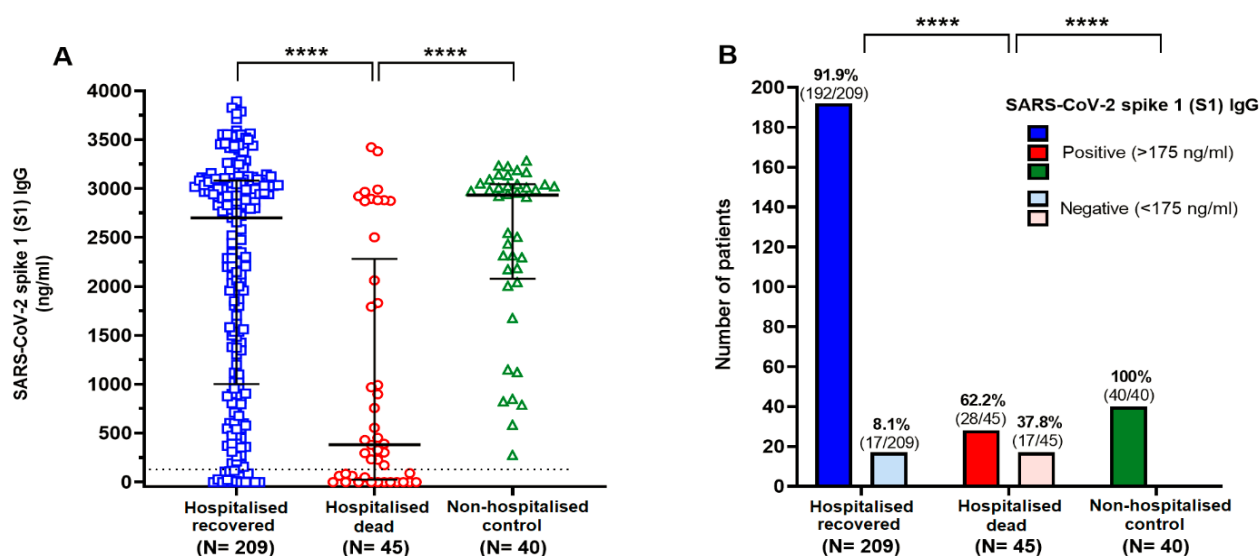 A
****
****
SARS-CoV-2 spike 1 (S1) IgG
(ng/ml)
4000
3500
3000
2500
2000
1500
1000
500
0
Hospitalised
recovered
(N= 209)
Hospitalised
dead
(N= 45)
Non-hospitalised
control
(N= 40)
B
****
****
Number of patients
200
180
160
140
120
100
80
60
40
20
0
91.9%
(192/209)
8.1%
(17/209)
62.2%
(28/45)
37.8%
(17/45)
100%
(40/40)
SARS-CoV-2 spike 1 (S1) IgG
Positive (>175 ng/ml)
Negative (<175 ng/ml)
Hospitalised
recovered
(N= 209)
Hospitalised
dead
(N= 45)
Non-hospitalised
control
(N= 40)